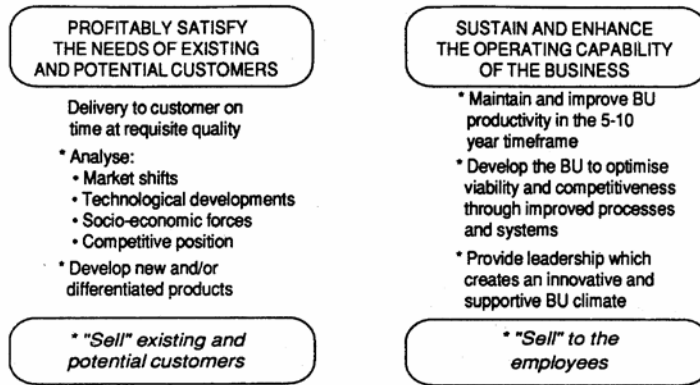 PROFITABLY SATISFY
THE NEEDS OF EXISTING
AND POTENTIAL CUSTOMERS
Delivery to customer on
time at requisite quality
* Analyse:
• Market shifts
• Technological developments
• Socio-economic forces
• Competitive position
* Develop new and/or
differentiated products
* "Sell" existing and
potential customers
SUSTAIN AND ENHANCE
THE OPERATING CAPABILITY
OF THE BUSINESS
* Maintain and improve BU
productivity in the 5-10
year timeframe
* Develop the BU to optimise
viability and competitiveness
through improved processes
and systems
* Provide leadership which
creates an innovative and
supportive BU climate
* "Sell" to the
employees